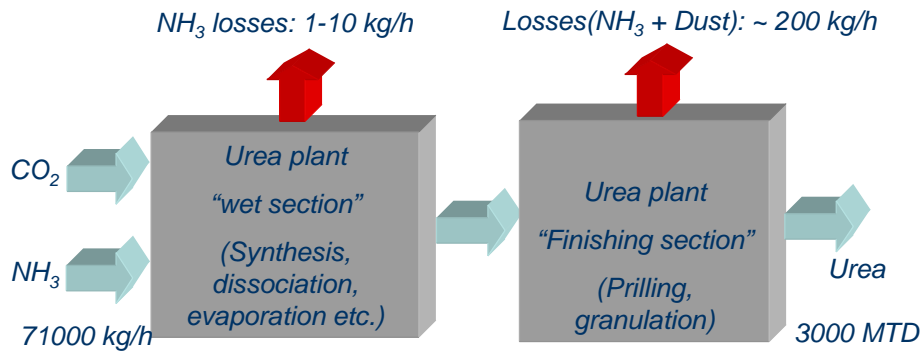 NH₃ losses: 1-10 kg/h
Losses(NH₃ + Dust): ~ 200 kg/h
CO₂
NH₃
71000 kg/h
Urea plant
“wet section”
(Synthesis,
dissociation,
evaporation etc.)
Urea plant
“Finishing section”
(Prilling,
granulation)
Urea
3000 MTD